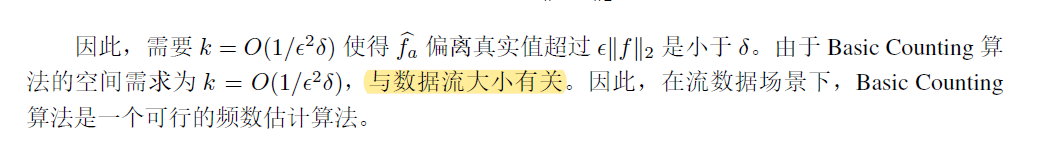 因此，需要 k = O(1/ϵ²δ) 使得 f̂ₐ 偏离真实值超过 ϵ‖f‖₂ 是小于 δ。由于 Basic Counting 算
法的空间需求为 k = O(1/ϵ²δ)，与数据流大小有关。因此，在流数据场景下，Basic Counting
算法是一个可行的频数估计算法。